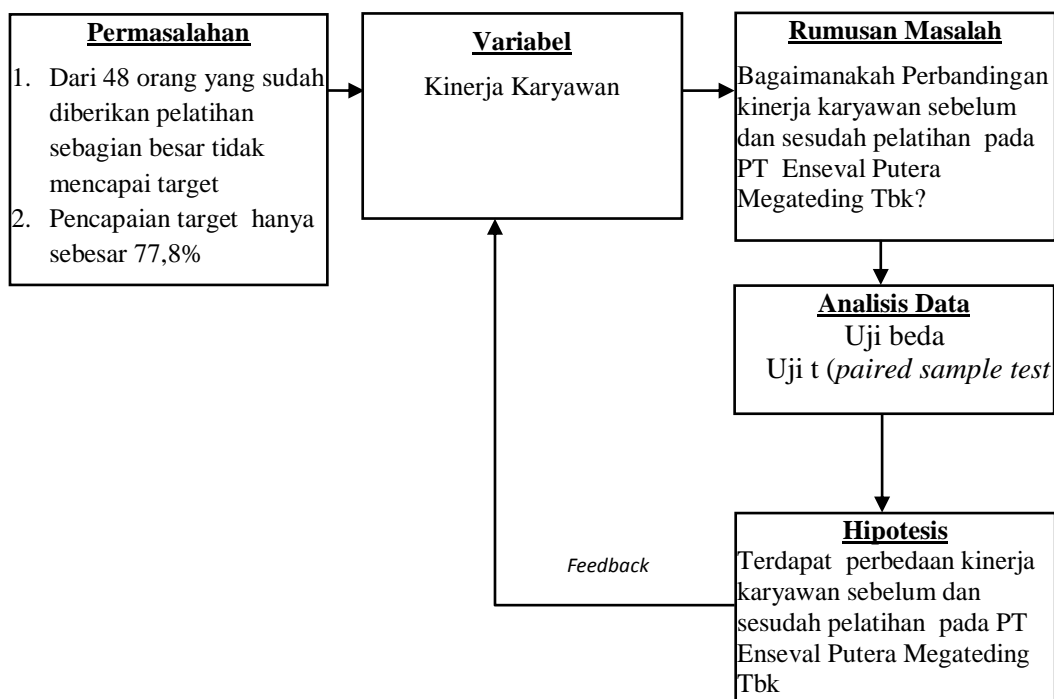 Permasalahan
1. Dari 48 orang yang sudah
diberikan pelatihan
sebagian besar tidak
mencapai target
2. Pencapaian target hanya
sebesar 77,8%
Variabel
Kinerja Karyawan
Rumusan Masalah
Bagaimanakah Perbandingan
kinerja karyawan sebelum
dan sesudah pelatihan pada
PT Enseval Putera
Megateding Tbk?
Analisis Data
Uji beda
Uji t (paired sample test
Hipotesis
Terdapat perbedaan kinerja
karyawan sebelum dan
sesudah pelatihan pada PT
Enseval Putera Megateding
Tbk
Feedback